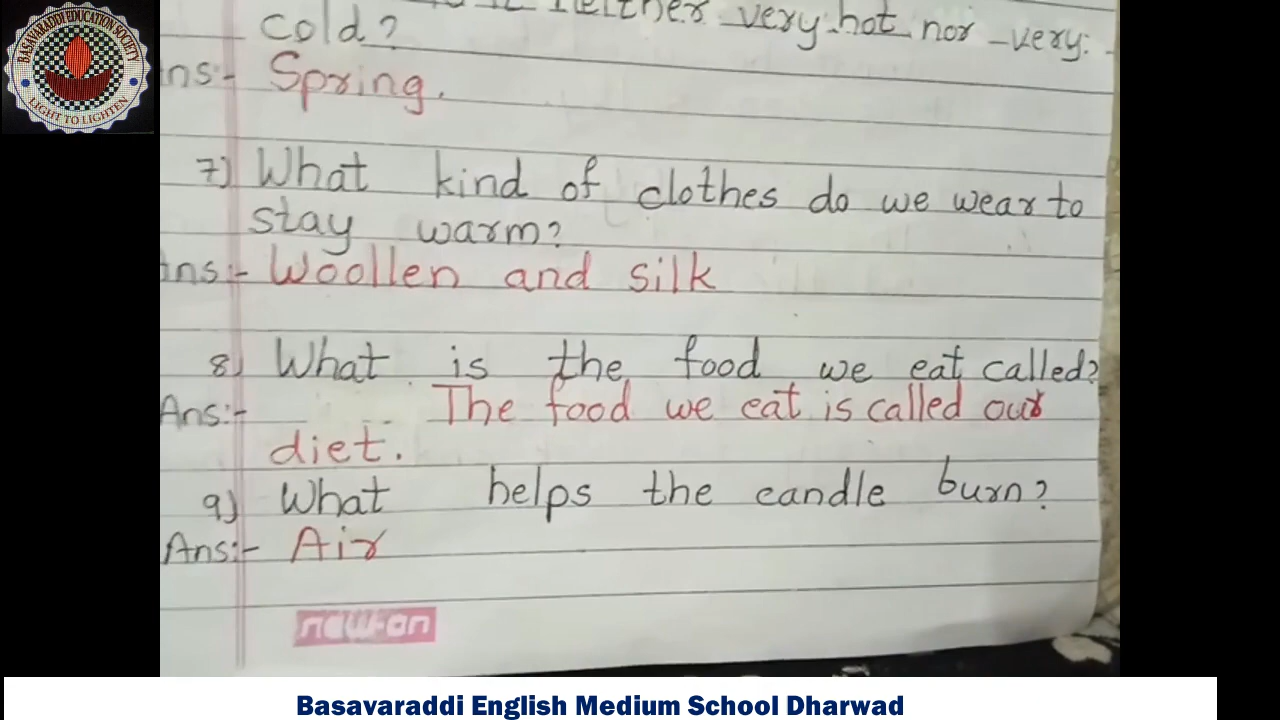 BASAVARADDI EDUCATION SOCIETY
LIGHT TO LIGHTEN
very hot nor very
cold?
ns:- Spring.
7) What kind of clothes do we wear to
stay warm?
Ans:- Woollen and silk
8) What is the food we eat called?
Ans:- The food we eat is called our
diet.
9) What helps the candle burn?
Ans:- Air
Basavaraddi English Medium School Dharwad